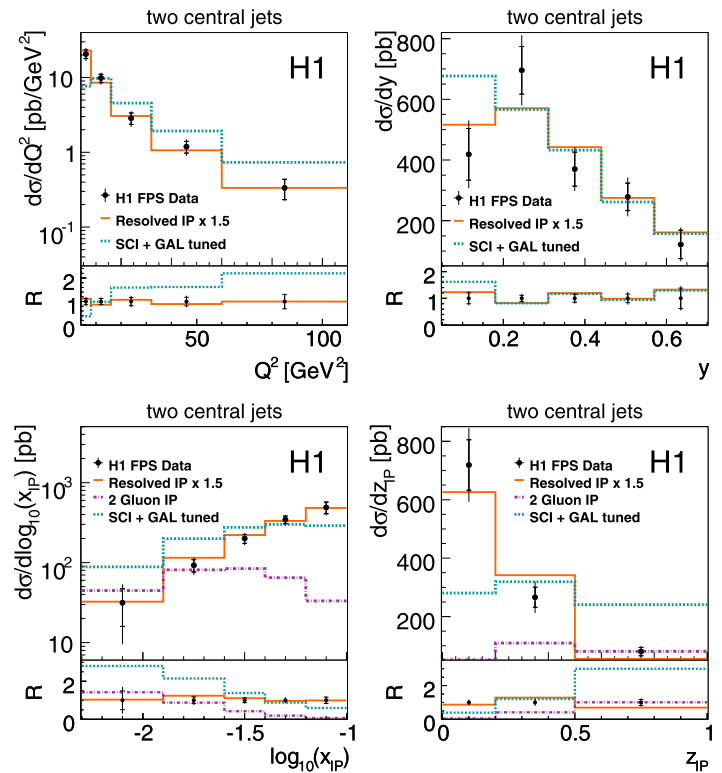 two central jets
H1
dσ/dQ² [pb/GeV²]
10
1
10⁻¹
H1 FPS Data
Resolved IP x 1.5
SCI + GAL tuned
R
2
1
0
20 40 60 80 100
Q² [GeV²]
two central jets
H1
dσ/dy [pb]
800
600
400
200
H1 FPS Data
Resolved IP x 1.5
SCI + GAL tuned
R
2
1
0
0.2 0.4 0.6
y
two central jets
H1
dσ/dlog₁₀(x_IP) [pb]
10³
10²
10
H1 FPS Data
Resolved IP x 1.5
2 Gluon IP
SCI + GAL tuned
R
2
0
-2 -1.5 -1
log₁₀(x_IP)
two central jets
H1
dσ/dz_IP [pb]
800
600
400
200
H1 FPS Data
Resolved IP x 1.5
2 Gluon IP
SCI + GAL tuned
R
2
0
0 0.5 1
z_IP